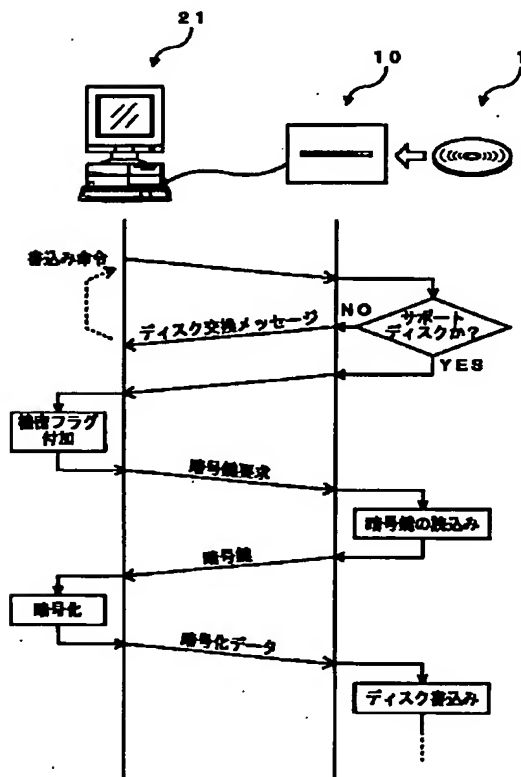 21
10
1
書込み命令
NO
サポート
ディスクか?
ディスク交換メッセージ
YES
機密フラグ
付加
暗号鍵要求
暗号鍵の読込み
暗号鍵
暗号化
暗号化データ
ディスク書込み